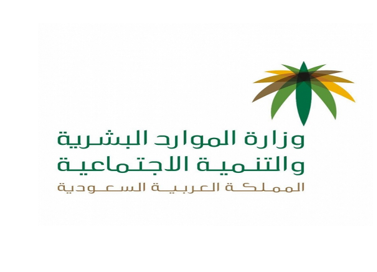 وزارة الموارد البشرية
والتنمية الاجتماعية
المملكة العربية السعودية